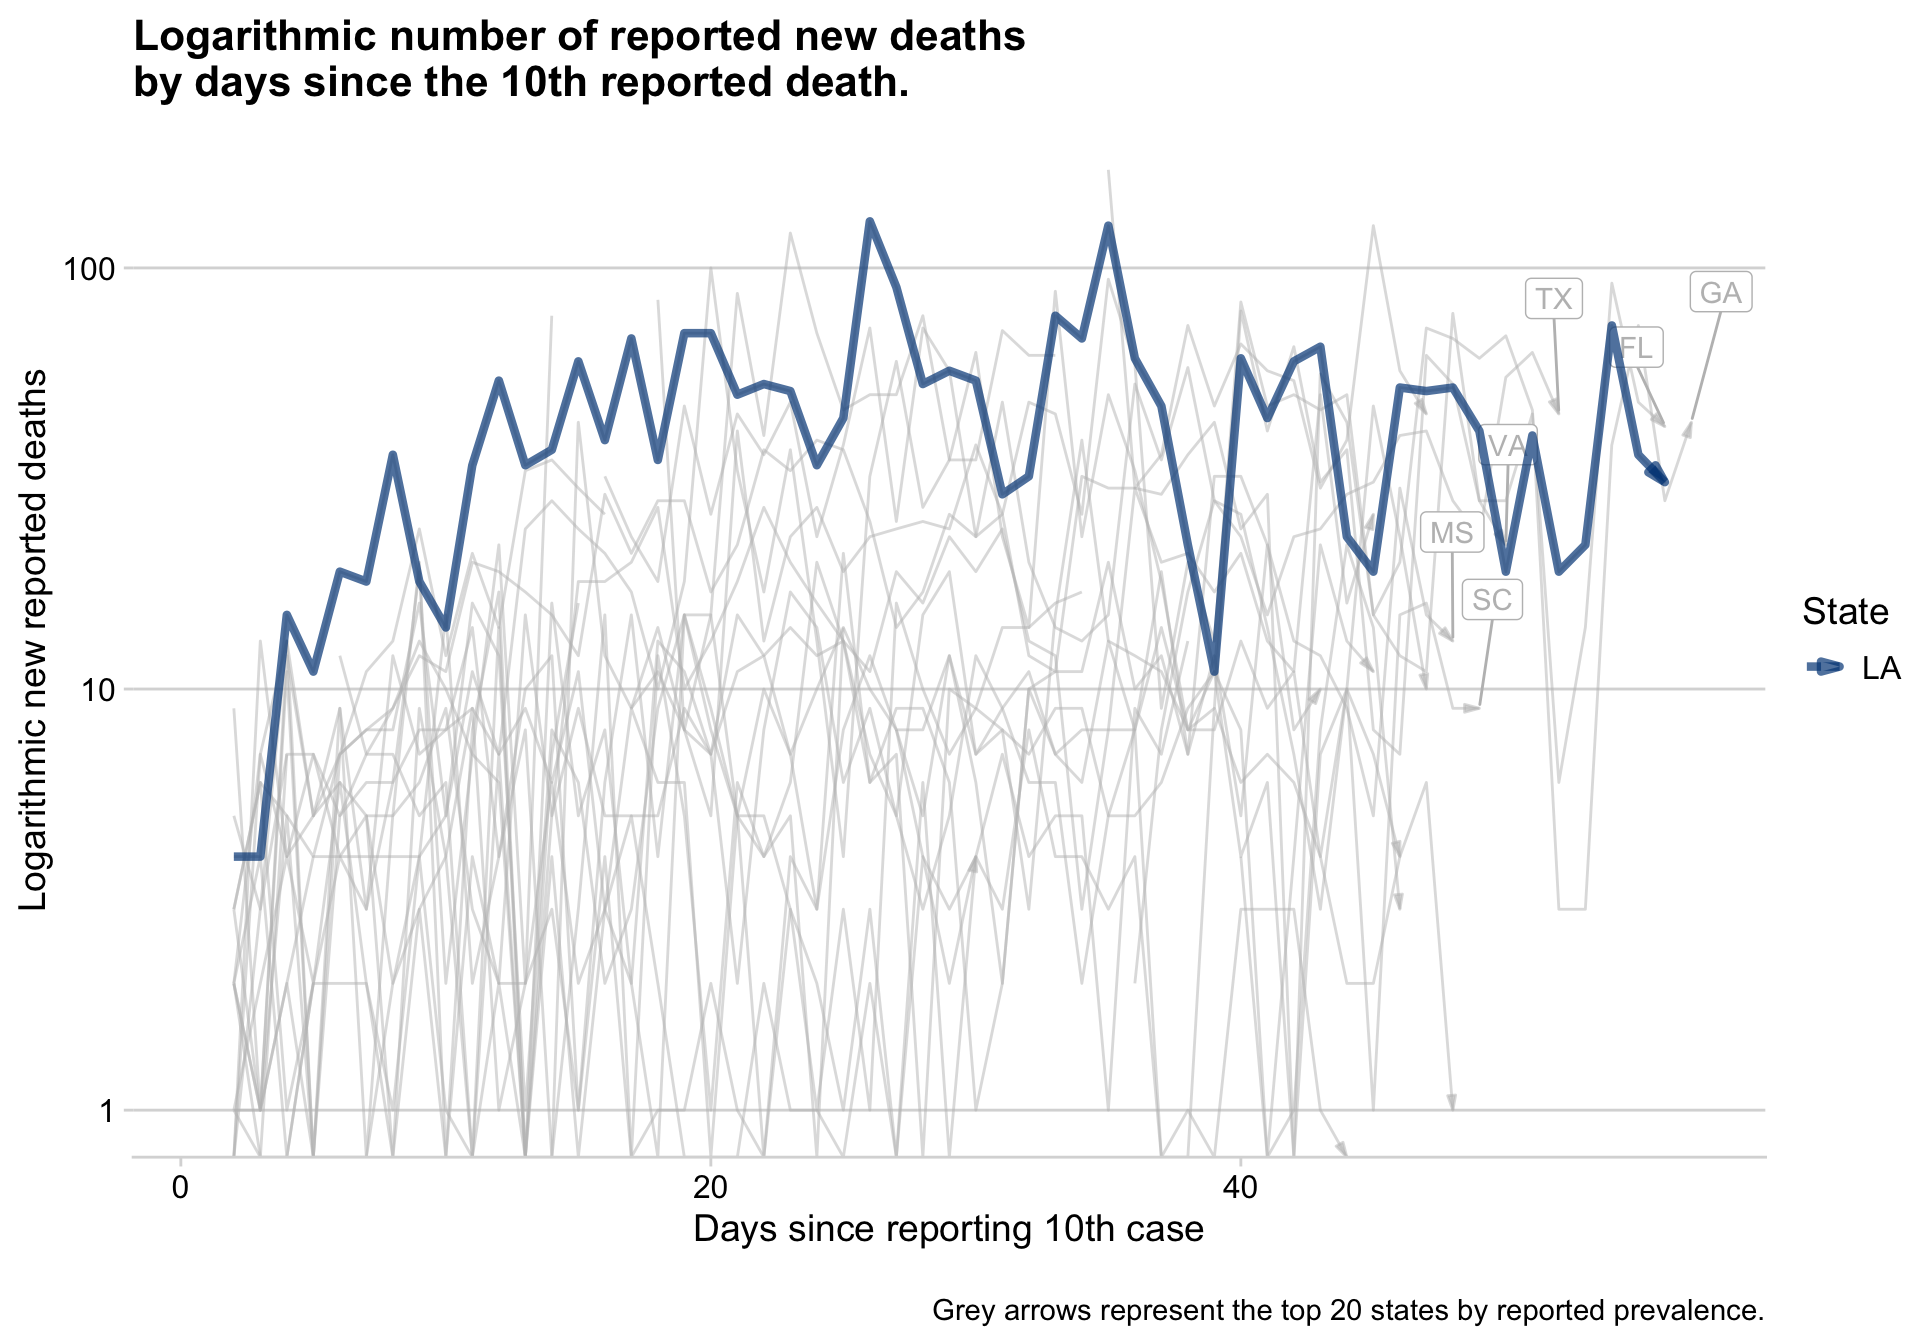 Logarithmic number of reported new deaths
by days since the 10th reported death.
Logarithmic new reported deaths
100
10
1
TX
GA
FL
VA
MS
SC
State
LA
0
20
40
Days since reporting 10th case
Grey arrows represent the top 20 states by reported prevalence.